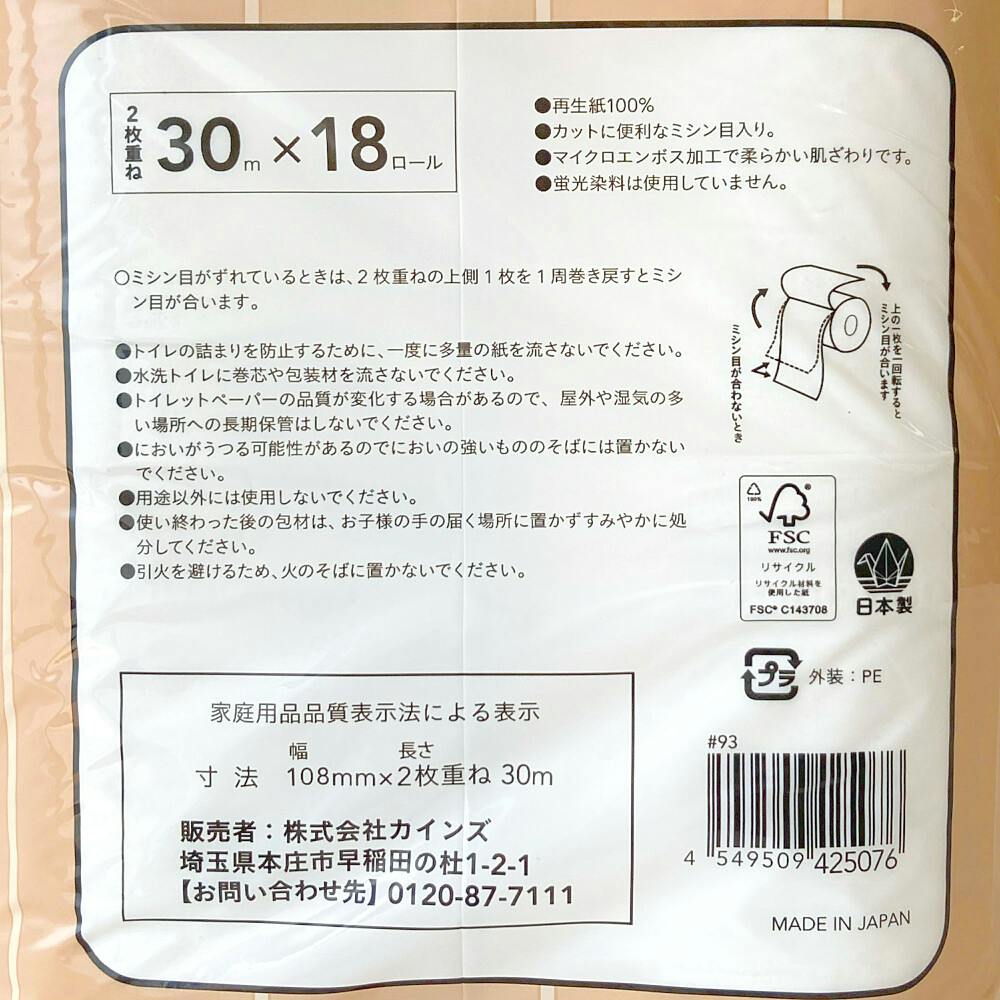 2枚重ね
30m×18ロール
●再生紙100%
●カットに便利なミシン目入り。
●マイクロエンボス加工で柔らかい肌ざわりです。
●蛍光染料は使用していません。
○ミシン目がずれているときは、2枚重ねの上側1枚を1周巻き戻すとミシ
ン目が合います。
●トイレの詰まりを防止するために、一度に多量の紙を流さないでください。
●水洗トイレに巻芯や包装材を流さないでください。
●トイレットペーパーの品質が変化する場合があるので、屋外や湿気の多
い場所への長期保管はしないでください。
●においがうつる可能性があるのでにおいの強いもののそばには置かない
でください。
●用途以外には使用しないでください。
●使い終わった後の包材は、お子様の手の届く場所に置かずすみやかに処
分してください。
●引火を避けるため、火のそばに置かないでください。
上の一枚を一回転すると
ミシン目が合います
ミシン目が合わないとき
100%
FSC
www.fsc.org
リサイクル
リサイクル材料を
使用した紙
FSC® C143708
日本製
プラ 外装：PE
家庭用品品質表示法による表示
幅 長さ
寸法 108mm×2枚重ね 30m
販売者：株式会社カインズ
埼玉県本庄市早稲田の杜1-2-1
【お問い合わせ先】0120-87-7111
#93
4 549509 425076
MADE IN JAPAN